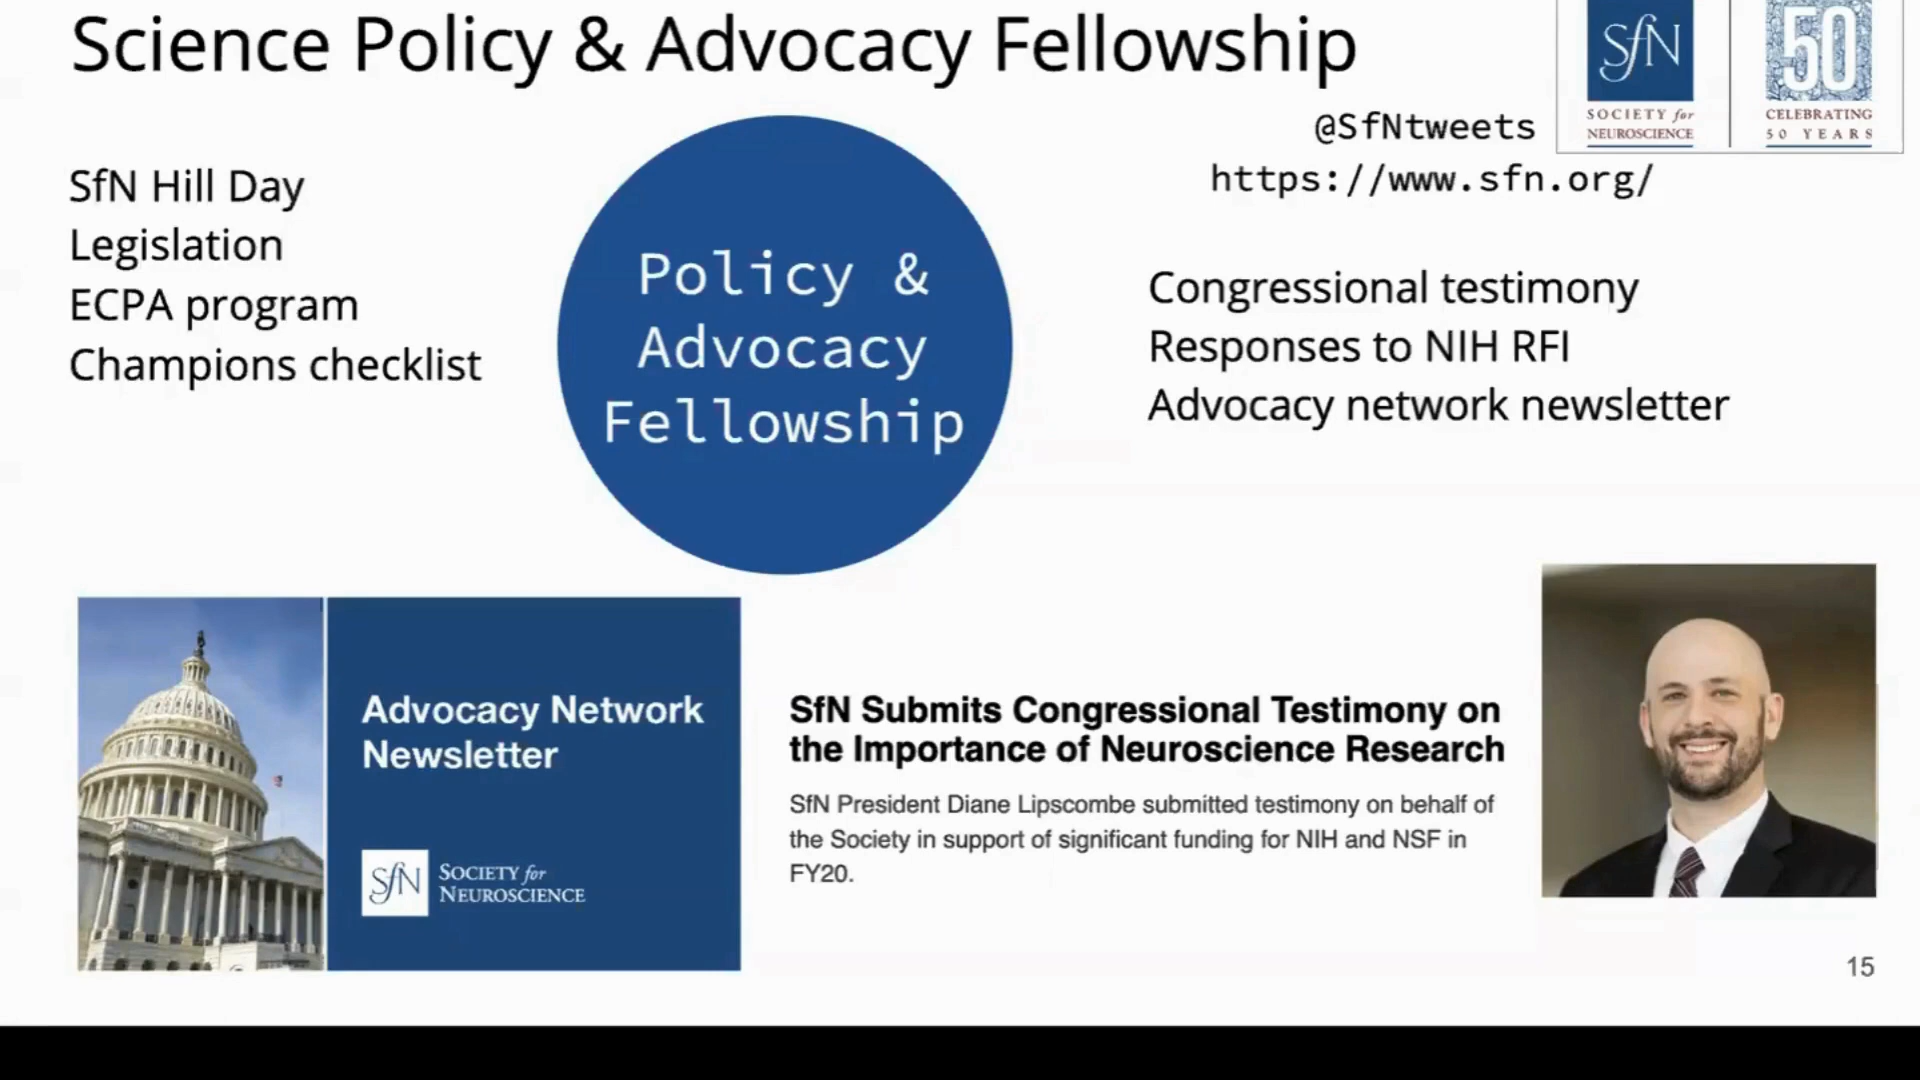 Science Policy & Advocacy Fellowship
SfN
SOCIETY for
NEUROSCIENCE
50
CELEBRATING
50 YEARS
@SfNtweets
https://www.sfn.org/
SfN Hill Day
Legislation
ECPA program
Champions checklist
Policy &
Advocacy
Fellowship
Congressional testimony
Responses to NIH RFI
Advocacy network newsletter
Advocacy Network
Newsletter
SfN
SOCIETY for
NEUROSCIENCE
SfN Submits Congressional Testimony on
the Importance of Neuroscience Research
SfN President Diane Lipscombe submitted testimony on behalf of
the Society in support of significant funding for NIH and NSF in
FY20.
15